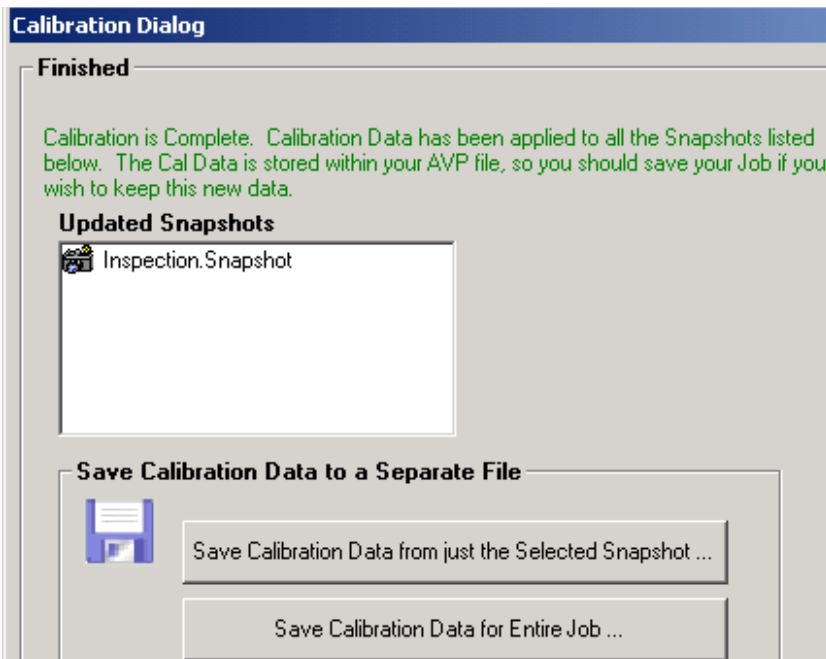 Calibration Dialog
Finished
Calibration is Complete. Calibration Data has been applied to all the Snapshots listed
below. The Cal Data is stored within your AVP file, so you should save your Job if you
wish to keep this new data.
Updated Snapshots
Inspection.Snapshot
Save Calibration Data to a Separate File
Save Calibration Data from just the Selected Snapshot ...
Save Calibration Data for Entire Job ...